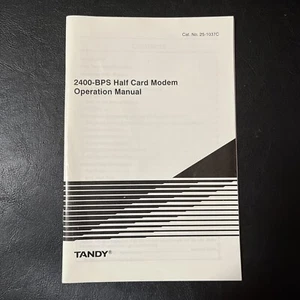 Cat. No. 25-1037C
2400-BPS Half Card Modem
Operation Manual
TANDY®